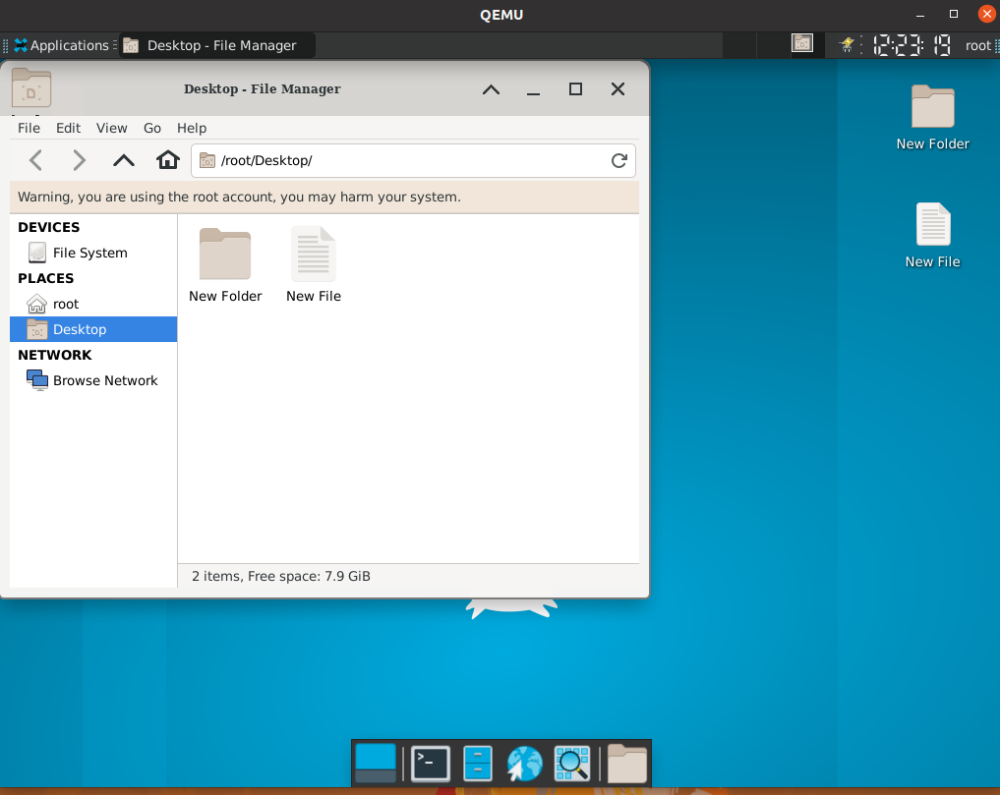 QEMU
Applications
Desktop - File Manager
12:23:19
root
Desktop - File Manager
File Edit View Go Help
/root/Desktop/
Warning, you are using the root account, you may harm your system.
DEVICES
File System
PLACES
root
Desktop
NETWORK
Browse Network
New Folder
New File
2 items, Free space: 7.9 GiB
New Folder
New File